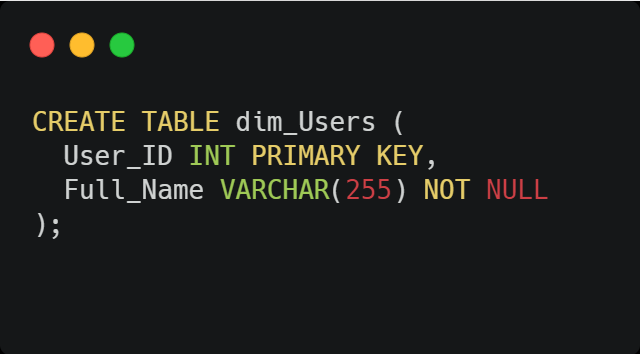 CREATE TABLE dim_Users (
  User_ID INT PRIMARY KEY,
  Full_Name VARCHAR(255) NOT NULL
);